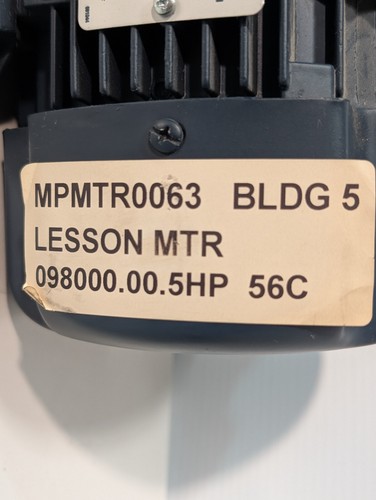 MPMTR0063 BLDG 5
LESSON MTR
098000.00.5HP 56C